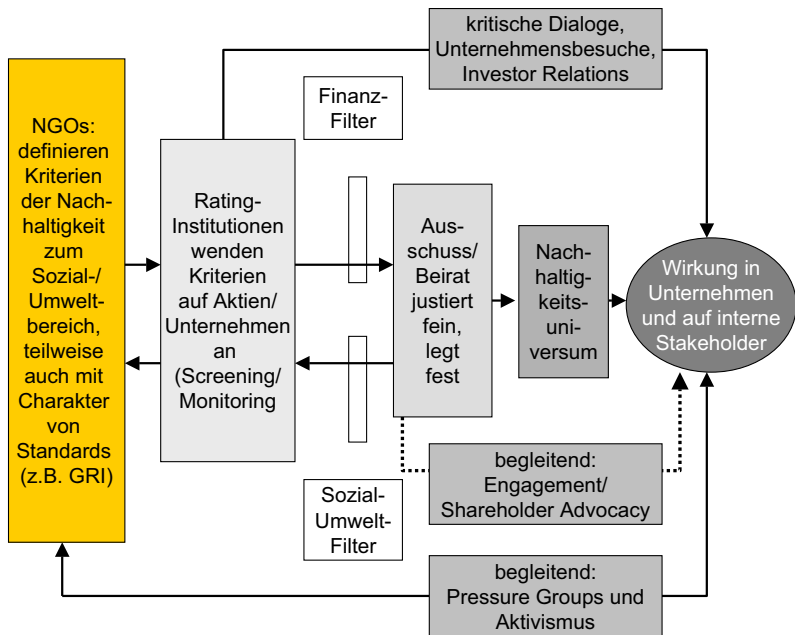 kritische Dialoge,
Unternehmensbesuche,
Investor Relations
Finanz-
Filter
NGOs:
definieren
Kriterien
der Nach-
haltigkeit
zum
Sozial-/
Umwelt-
bereich,
teilweise
auch mit
Charakter
von
Standards
(z.B. GRI)
Rating-
Institutionen
wenden
Kriterien
auf Aktien/
Unternehmen
an
(Screening/
Monitoring
Aus-
schuss/
Beirat
justiert
fein,
legt
fest
Nach-
haltig-
keits-
uni-
versum
Wirkung in
Unternehmen
und auf interne
Stakeholder
begleitend:
Engagement/
Shareholder Advocacy
Sozial-
Umwelt-
Filter
begleitend:
Pressure Groups und
Aktivismus